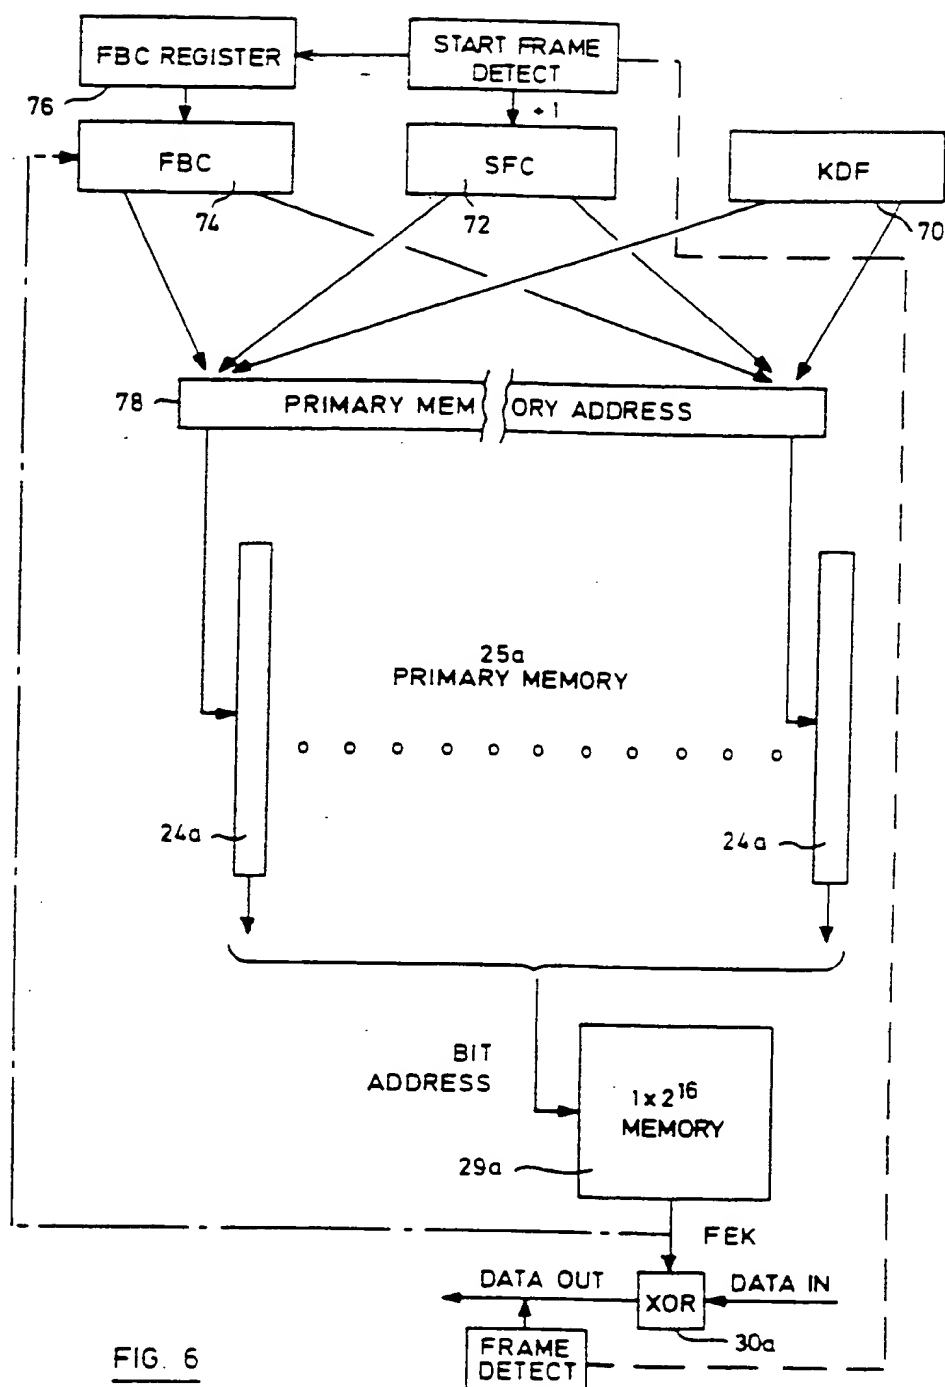 FBC REGISTER
START FRAME
DETECT
76
+1
FBC
SFC
KDF
74
72
70
78
PRIMARY MEMORY ADDRESS
25a
PRIMARY MEMORY
24a
24a
BIT
ADDRESS
1x2^16
MEMORY
29a
FEK
DATA OUT
XOR
DATA IN
30a
FRAME
DETECT
FIG. 6